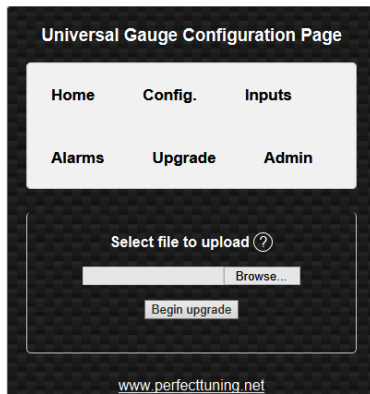 Universal Gauge Configuration Page
Home Config. Inputs
Alarms Upgrade Admin
Select file to upload ?
Browse...
Begin upgrade
www.perfecttuning.net